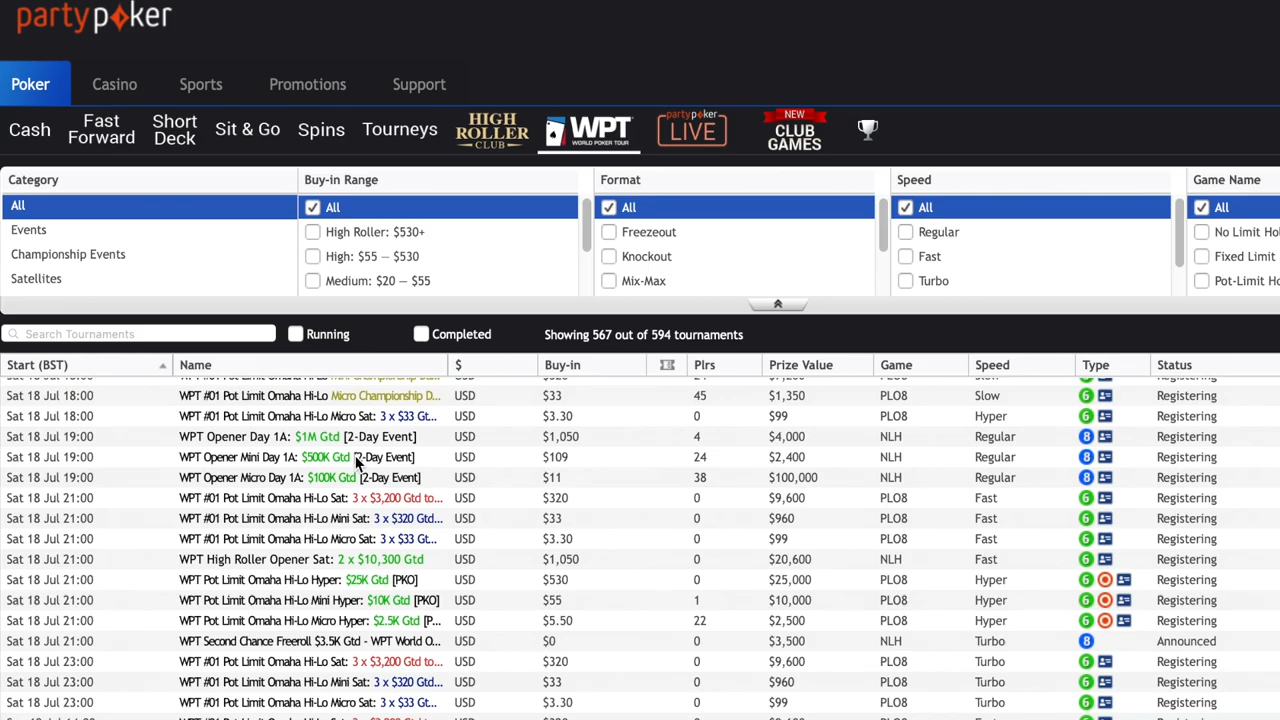 partypoker
Poker Casino Sports Promotions Support
Cash Fast Forward Short Deck Sit & Go Spins Tourneys HIGH ROLLER CLUB WPT WORLD POKER TOUR partypoker LIVE NEW CLUB GAMES
Category Buy-in Range Format Speed Game Name
All All All All All
Events High Roller: $530+ Freezeout Regular No Limit Hol
Championship Events High: $55 — $530 Knockout Fast Fixed Limit
Satellites Medium: $20 — $55 Mix-Max Turbo Pot-Limit Ho
Search Tournaments Running Completed Showing 567 out of 594 tournaments
Start (BST) Name $ Buy-in Plrs Prize Value Game Speed Type Status
Sat 18 Jul 18:00 WPT #01 Pot Limit Omaha Hi-Lo Micro Championship D... USD $33 45 $1,350 PLO8 Slow 6 Registering
Sat 18 Jul 18:00 WPT #01 Pot Limit Omaha Hi-Lo Micro Sat: 3 x $33 Gt... USD $3.30 0 $99 PLO8 Hyper 6 Registering
Sat 18 Jul 19:00 WPT Opener Day 1A: $1M Gtd [2-Day Event] USD $1,050 4 $4,000 NLH Regular 8 Registering
Sat 18 Jul 19:00 WPT Opener Mini Day 1A: $500K Gtd [2-Day Event] USD $109 24 $2,400 NLH Regular 8 Registering
Sat 18 Jul 19:00 WPT Opener Micro Day 1A: $100K Gtd [2-Day Event] USD $11 38 $100,000 NLH Regular 8 Registering
Sat 18 Jul 21:00 WPT #01 Pot Limit Omaha Hi-Lo Sat: 3 x $3,200 Gtd to... USD $320 0 $9,600 PLO8 Fast 6 Registering
Sat 18 Jul 21:00 WPT #01 Pot Limit Omaha Hi-Lo Mini Sat: 3 x $320 Gtd... USD $33 0 $960 PLO8 Fast 6 Registering
Sat 18 Jul 21:00 WPT #01 Pot Limit Omaha Hi-Lo Micro Sat: 3 x $33 Gt... USD $3.30 0 $99 PLO8 Fast 6 Registering
Sat 18 Jul 21:00 WPT High Roller Opener Sat: 2 x $10,300 Gtd USD $1,050 0 $20,600 NLH Fast 6 Registering
Sat 18 Jul 21:00 WPT Pot Limit Omaha Hi-Lo Hyper: $25K Gtd [PKO] USD $530 0 $25,000 PLO8 Hyper 6 Registering
Sat 18 Jul 21:00 WPT Pot Limit Omaha Hi-Lo Mini Hyper: $10K Gtd [PKO] USD $55 1 $10,000 PLO8 Hyper 6 Registering
Sat 18 Jul 21:00 WPT Pot Limit Omaha Hi-Lo Micro Hyper: $2.5K Gtd [P... USD $5.50 22 $2,500 PLO8 Hyper 6 Registering
Sat 18 Jul 21:00 WPT Second Chance Freeroll $3.5K Gtd - WPT World O... USD $0 0 $3,500 NLH Turbo 8 Announced
Sat 18 Jul 23:00 WPT #01 Pot Limit Omaha Hi-Lo Sat: 3 x $3,200 Gtd to... USD $320 0 $9,600 PLO8 Turbo 6 Registering
Sat 18 Jul 23:00 WPT #01 Pot Limit Omaha Hi-Lo Mini Sat: 3 x $320 Gtd... USD $33 0 $960 PLO8 Turbo 6 Registering
Sat 18 Jul 23:00 WPT #01 Pot Limit Omaha Hi-Lo Micro Sat: 3 x $33 Gt... USD $3.30 0 $99 PLO8 Turbo 6 Registering